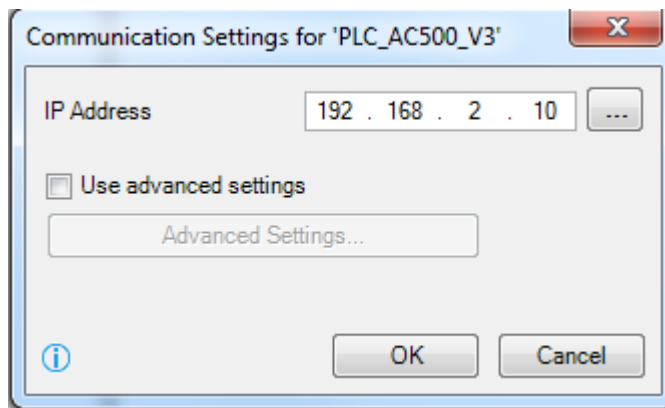 Communication Settings for 'PLC_AC500_V3'
IP Address 192 . 168 . 2 . 10 ...
Use advanced settings
Advanced Settings...
OK Cancel